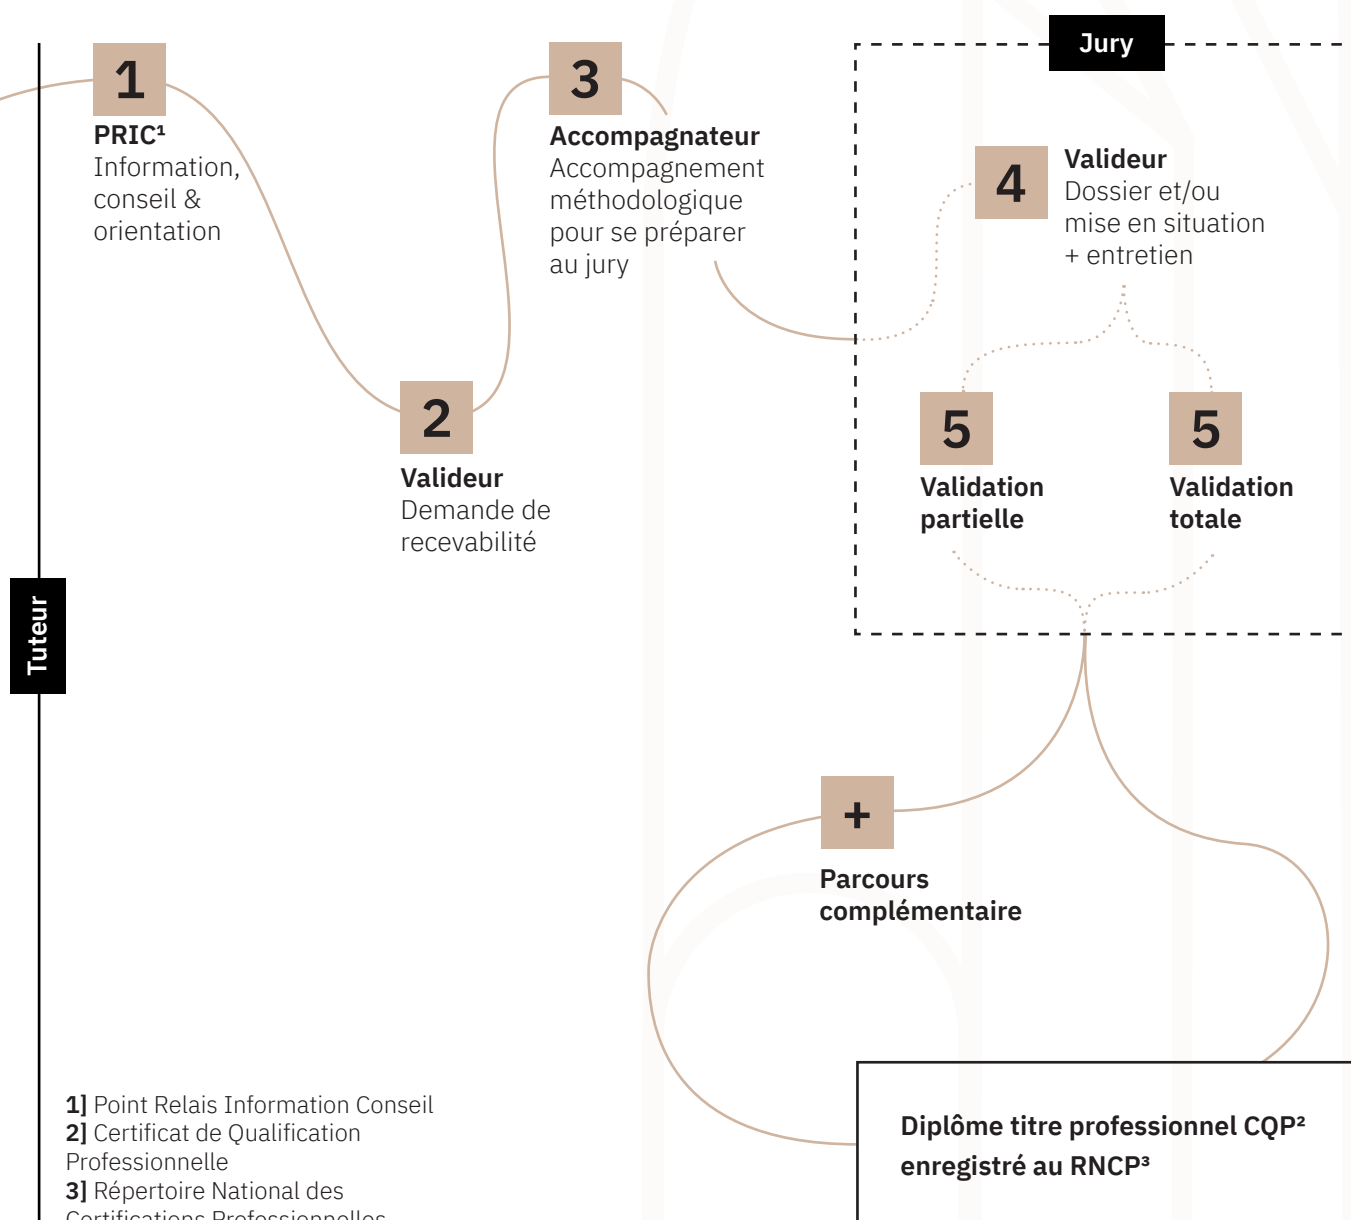 Jury
1
PRIC¹
Information,
conseil &
orientation
2
Valideur
Demande de
recevabilité
3
Accompagnateur
Accompagnement
méthodologique
pour se préparer
au jury
4
Valideur
Dossier et/ou
mise en situation
+ entretien
5
Validation
partielle
5
Validation
totale
Tuteur
+
Parcours
complémentaire
Diplôme titre professionnel CQP²
enregistré au RNCP³
1] Point Relais Information Conseil
2] Certificat de Qualification
Professionnelle
3] Répertoire National des
Certifications Professionnelles